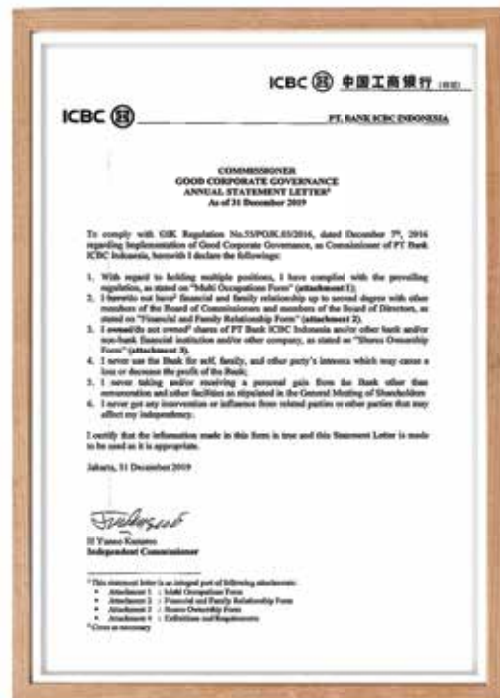 ICBC 中国工商银行
ICBC
PT. BANK ICBC INDONESIA
COMMISSIONER
GOOD CORPORATE GOVERNANCE
ANNUAL STATEMENT LETTER¹
As of 31 December 2019
To comply with OJK Regulation No.55/POJK.03/2016, dated December 7th, 2016
regarding Implementation of Good Corporate Governance, as Commissioner of PT Bank
ICBC Indonesia, herewith I declare the followings:
1. With regard to holding multiple positions, I have complied with the prevailing
regulation, as stated on "Multi Occupations Form" (attachment 1);
2. I have/do not have² financial and family relationship up to second degree with other
members of the Board of Commissioners and members of the Board of Directors, as
stated on "Financial and Family Relationship Form" (attachment 2).
3. I owned/do not owned² shares of PT Bank ICBC Indonesia and/or other bank and/or
non-bank financial institution and/or other company, as stated as "Shares Ownership
Form" (attachment 3).
4. I never use the Bank for self, family, and other party's interests which may cause a
loss or decrease the profit of the Bank;
5. I never taking and/or receiving a personal gain from the Bank other than
remuneration and other facilities as stipulated in the General Meeting of Shareholders
6. I never got any intervention or influence from related parties or other parties that may
affect my independency.
I certify that the information made in this form is true and this Statement Letter is made
to be used as it is appropriate.
Jakarta, 31 December 2019
H Yunno Kusumo
Independent Commissioner
¹ This statement letter is an integral part of following attachments:
• Attachment 1 : Multi Occupations Form
• Attachment 2 : Financial and Family Relationship Form
• Attachment 3 : Shares Ownership Form
• Attachment 4 : Definitions and Requirements
² Cross as necessary